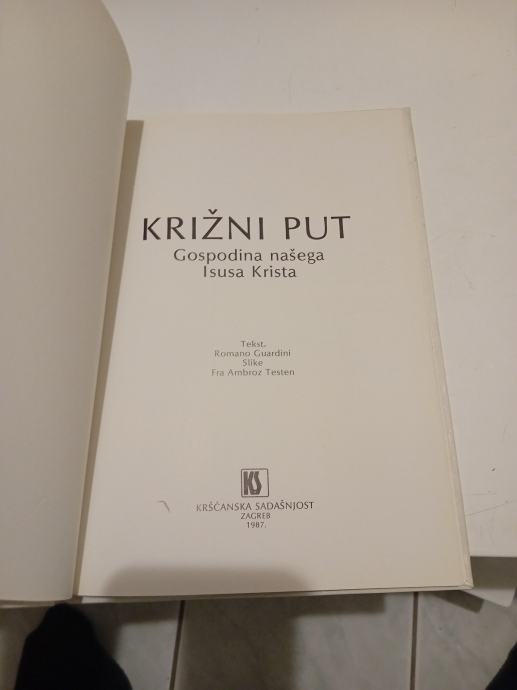 KRIŽNI PUT
Gospodina našega
Isusa Krista
Tekst.
Romano Guardini
Slike
Fra Ambroz Testen
KS
KRŠĆANSKA SADAŠNJOST
ZAGREB
1987.